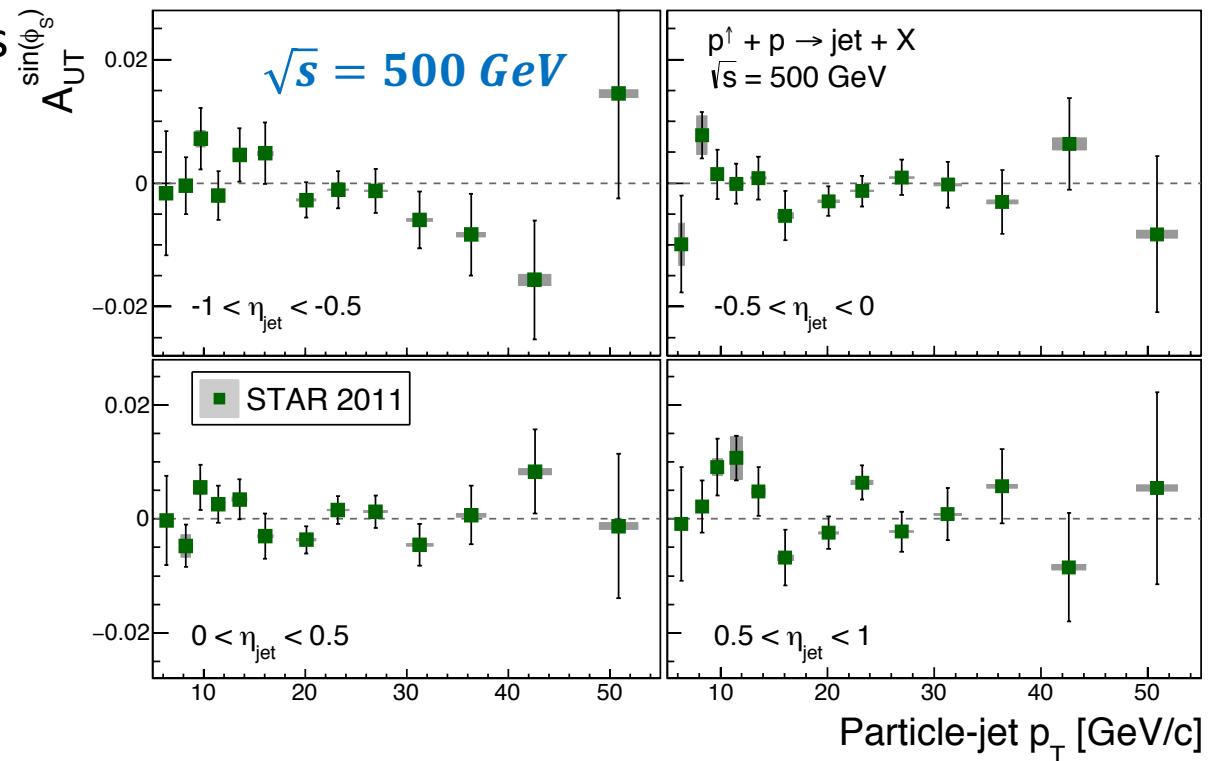 s,
A_UT^sin(φ_S)
√s = 500 GeV
p↑ + p → jet + X
√s = 500 GeV
0.02
0
−0.02
-1 < η_jet < -0.5
-0.5 < η_jet < 0
STAR 2011
0.02
0
−0.02
0 < η_jet < 0.5
0.5 < η_jet < 1
10 20 30 40 50
10 20 30 40 50
Particle-jet p_T [GeV/c]